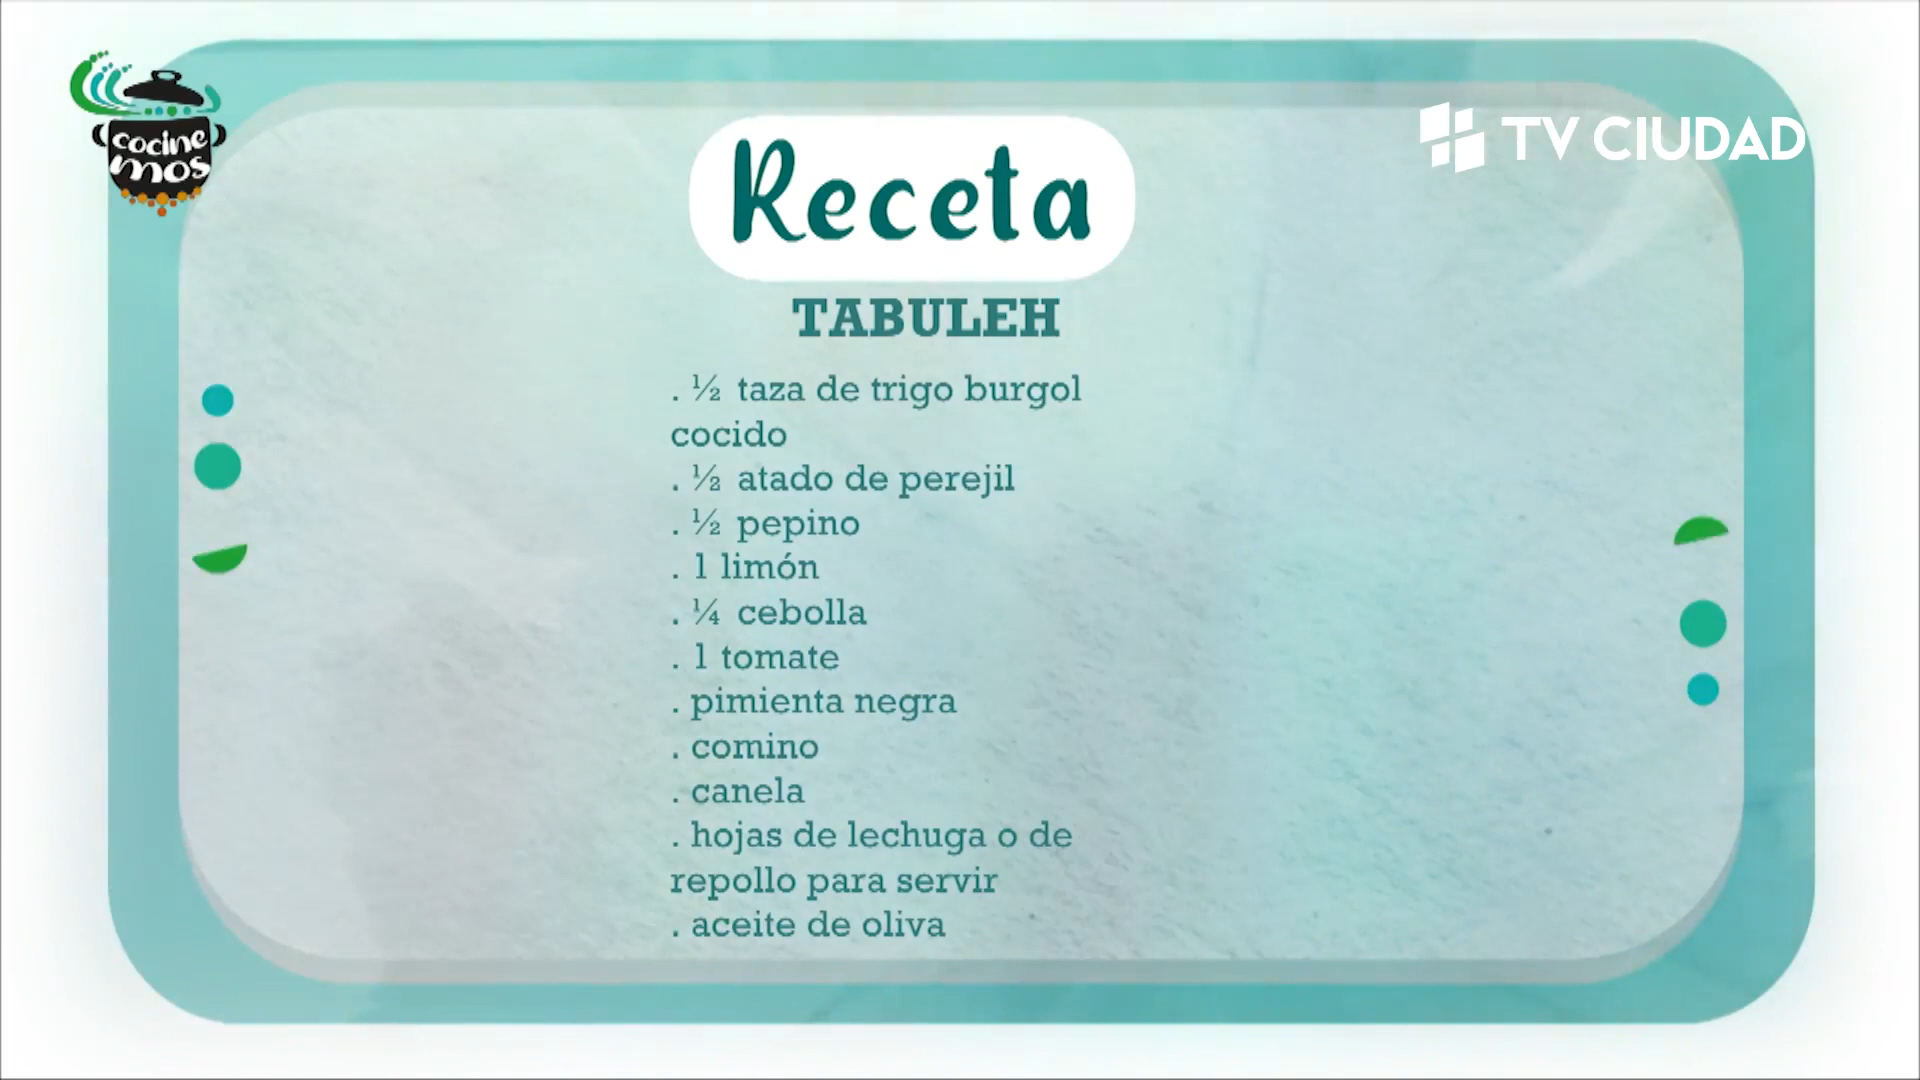 cocine
mos
TV CIUDAD
Receta
TABULEH
. ½ taza de trigo burgol
cocido
. ½ atado de perejil
. ½ pepino
. 1 limón
. ¼ cebolla
. 1 tomate
. pimienta negra
. comino
. canela
. hojas de lechuga o de
repollo para servir
. aceite de oliva